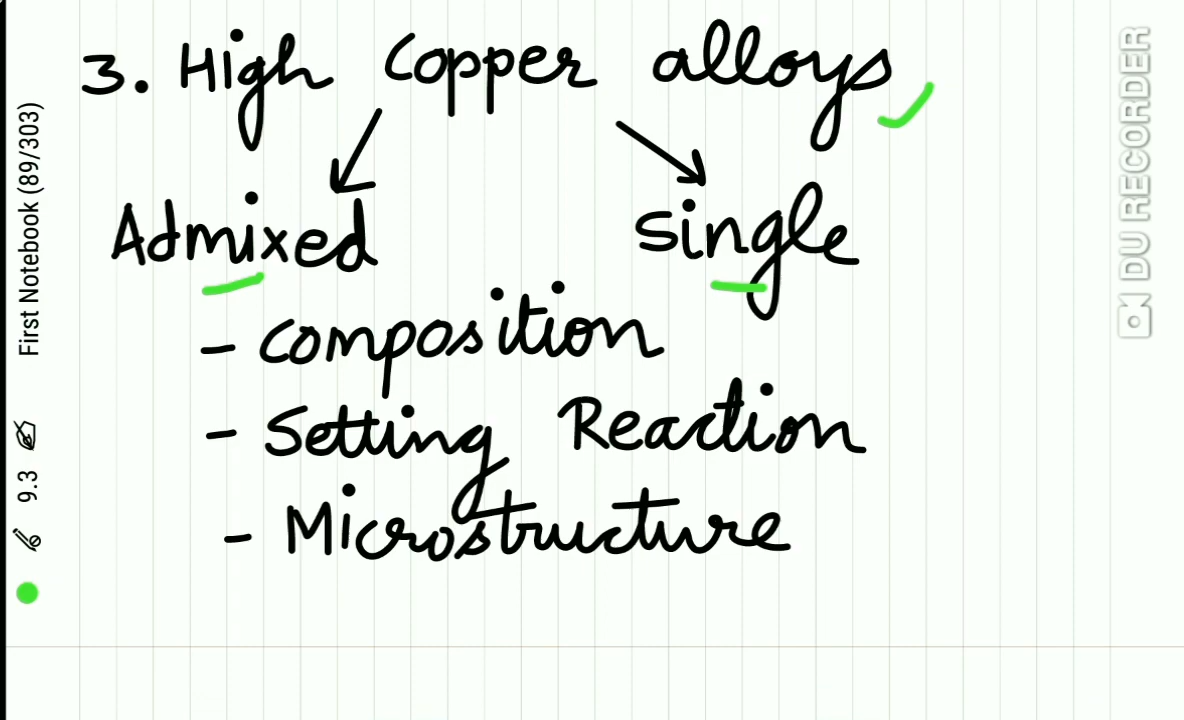 3. High Copper alloys
Admixed single
- composition
- Setting Reaction
- Microstructure
First Notebook (89/303)
9.3
DU RECORDER